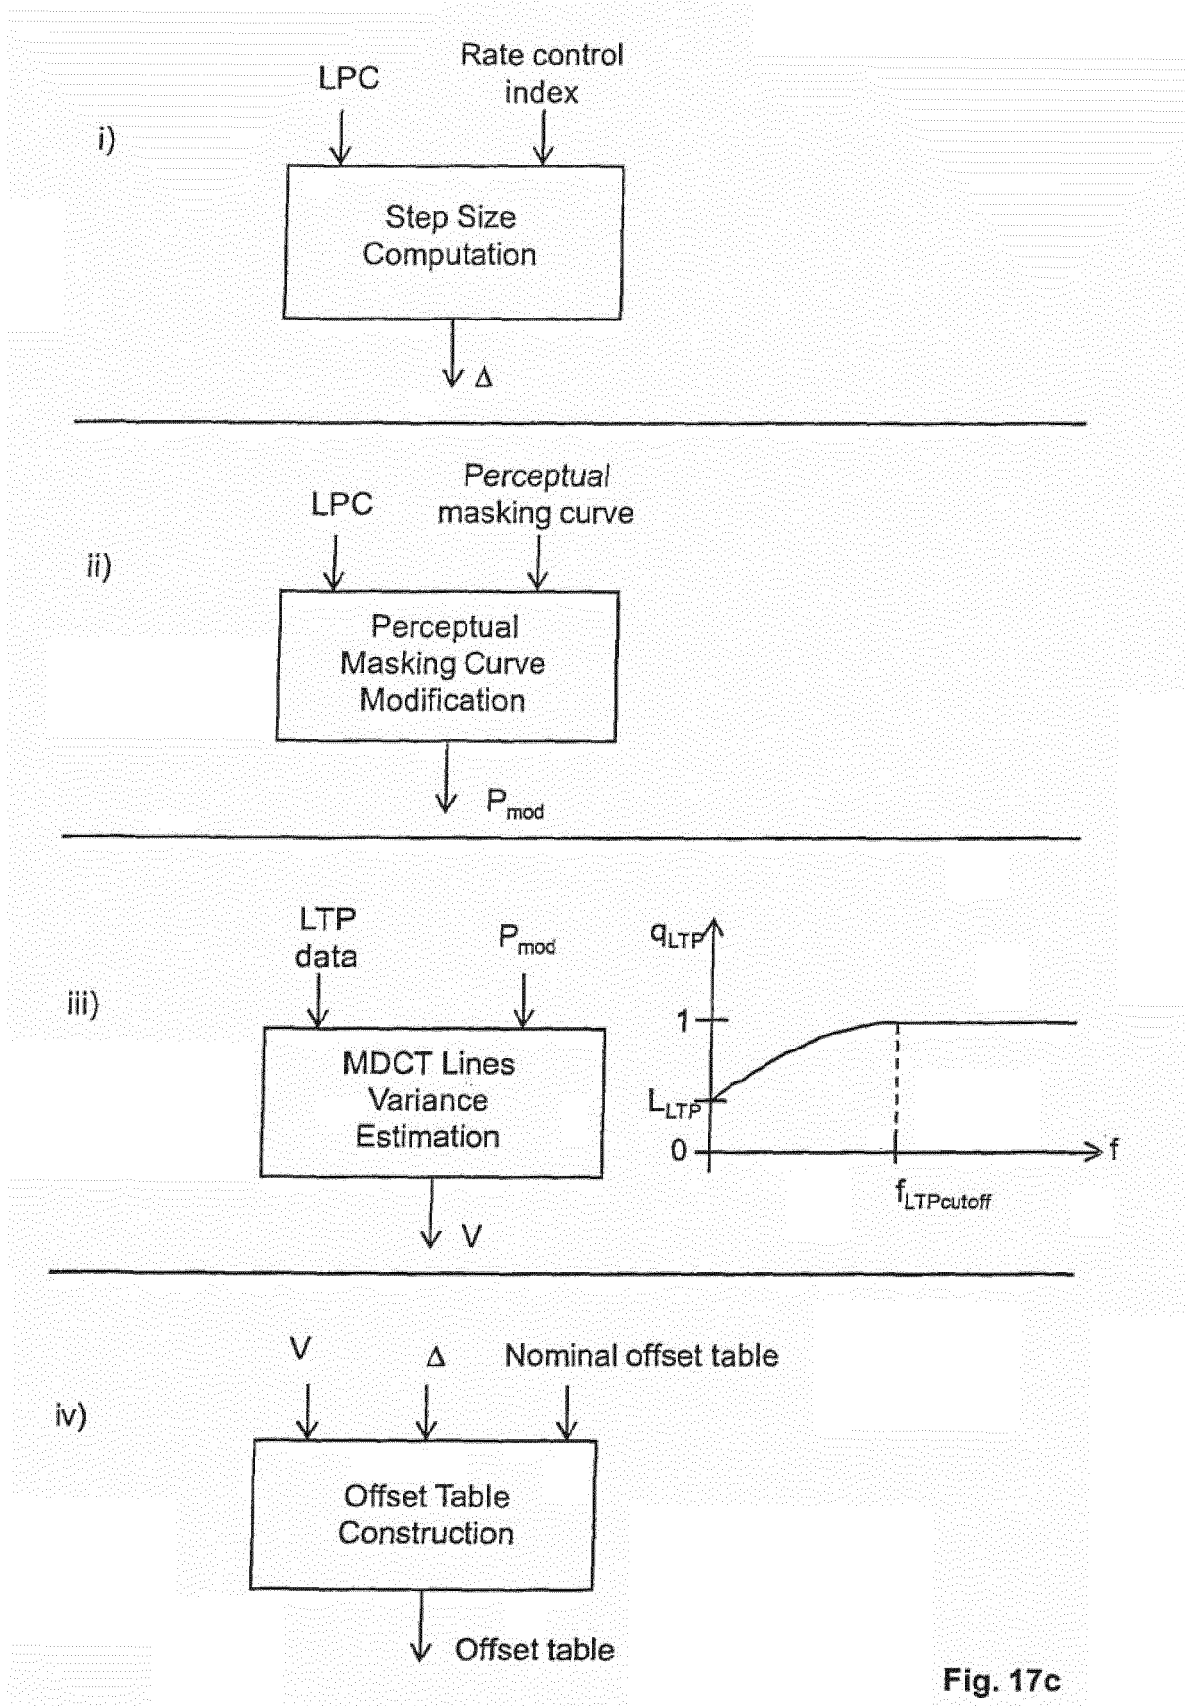 LPC
Rate control
index
i)
Step Size
Computation
Δ
LPC
Perceptual
masking curve
ii)
Perceptual
Masking Curve
Modification
Pmod
LTP
data
Pmod
iii)
MDCT Lines
Variance
Estimation
V
qLTP
1
LLTP
0
f
fLTPcutoff
V
Δ
Nominal offset table
iv)
Offset Table
Construction
Offset table
Fig. 17c